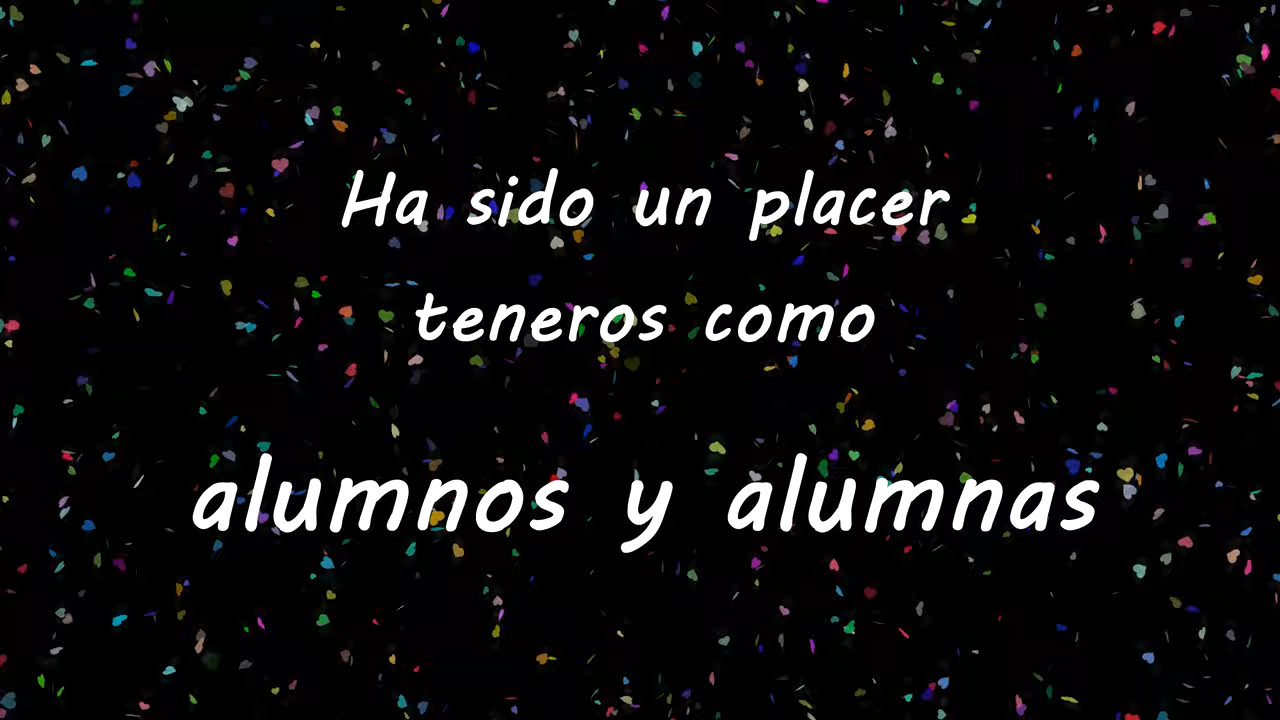 Ha sido un placer
teneros como
alumnos y alumnas